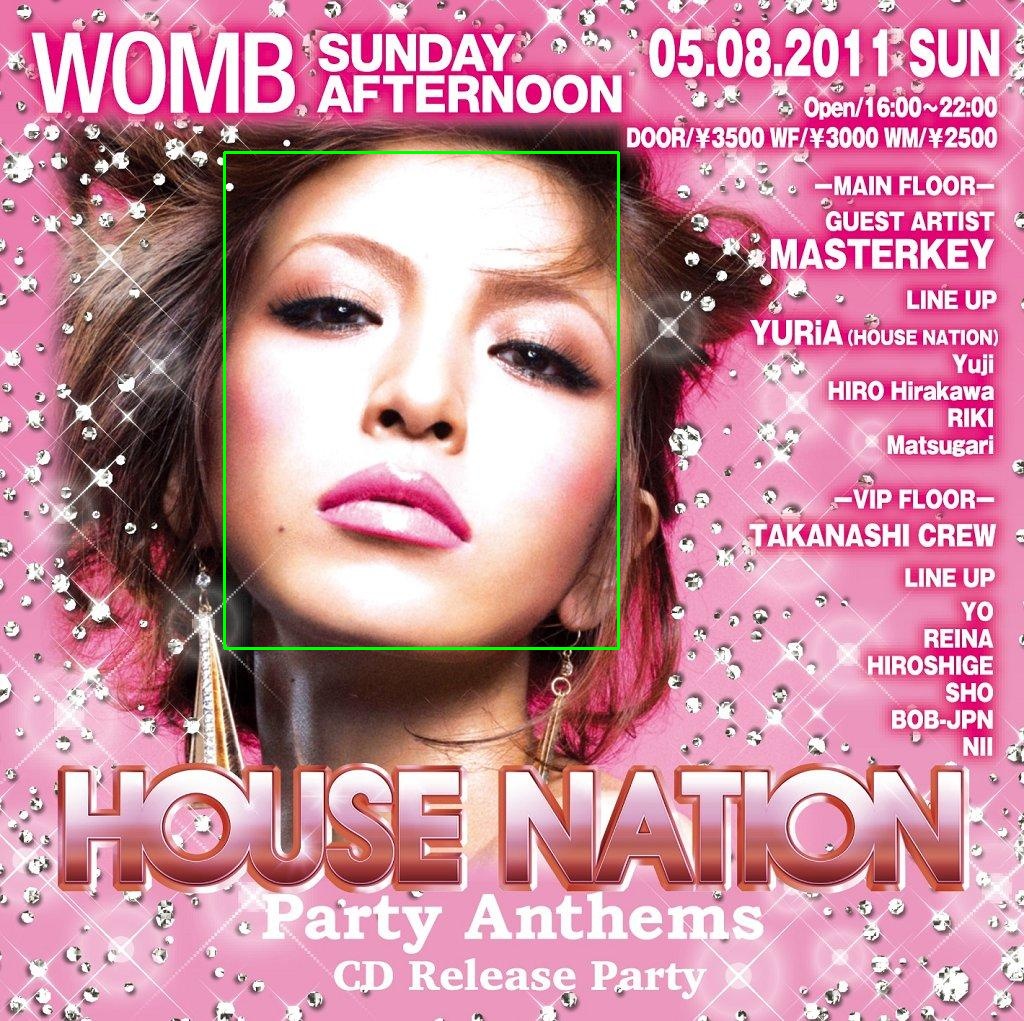 WOMB
SUNDAY
AFTERNOON
05.08.2011 SUN
Open/16:00~22:00
DOOR/¥3500 WF/¥3000 WM/¥2500
—MAIN FLOOR—
GUEST ARTIST
MASTERKEY
LINE UP
YURiA (HOUSE NATION)
Yuji
HIRO Hirakawa
RIKI
Matsugari
—VIP FLOOR—
TAKANASHI CREW
LINE UP
YO
REINA
HIROSHIGE
SHO
BOB-JPN
NII
HOUSE NATION
Party Anthems
CD Release Party